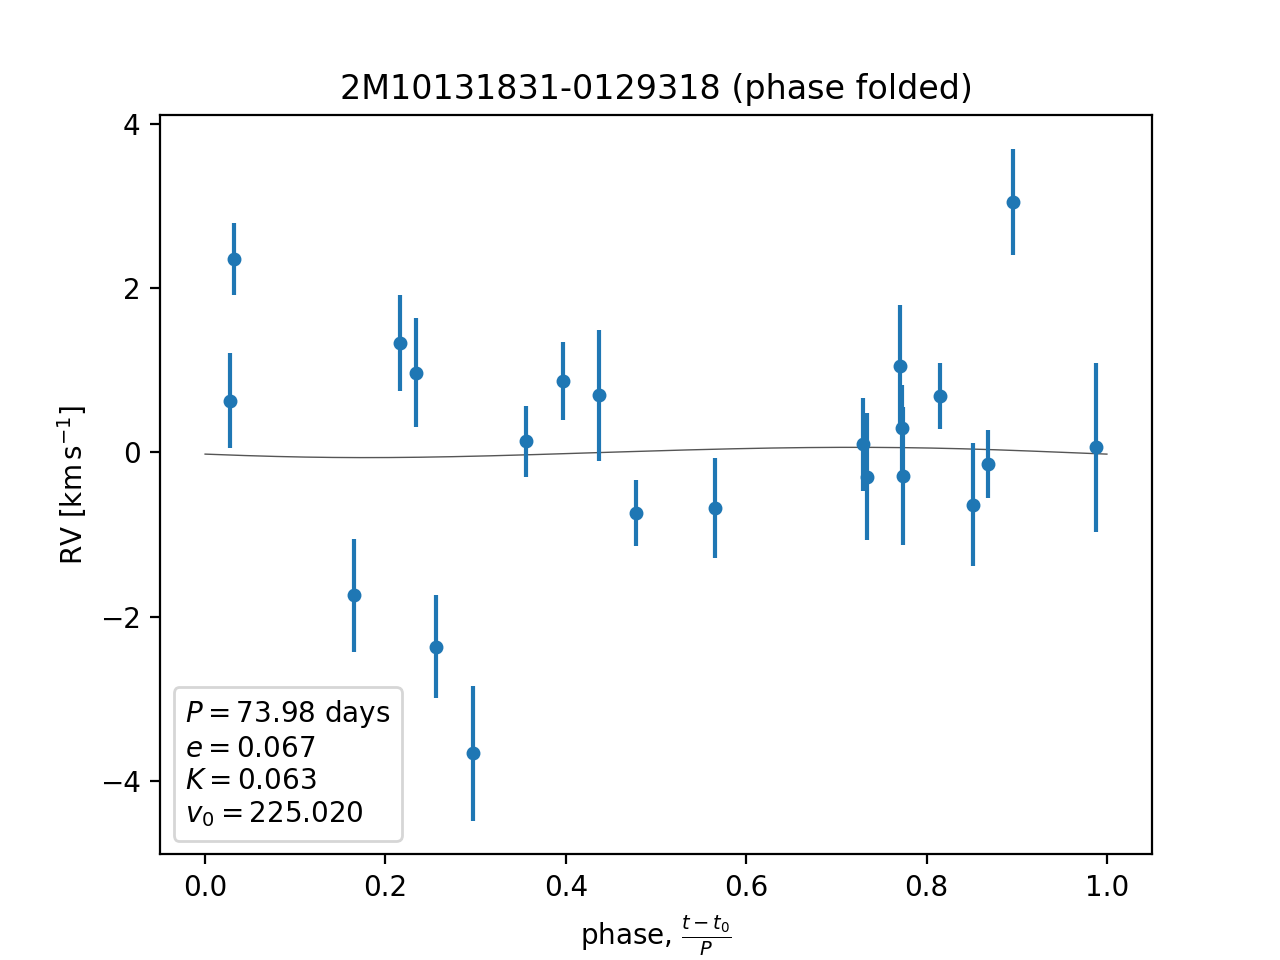 2M10131831-0129318 (phase folded)
4
2
0
−2
−4
RV [km s⁻¹]
P = 73.98 days
e = 0.067
K = 0.063
v₀ = 225.020
0.0 0.2 0.4 0.6 0.8 1.0
phase, (t − t₀)/P